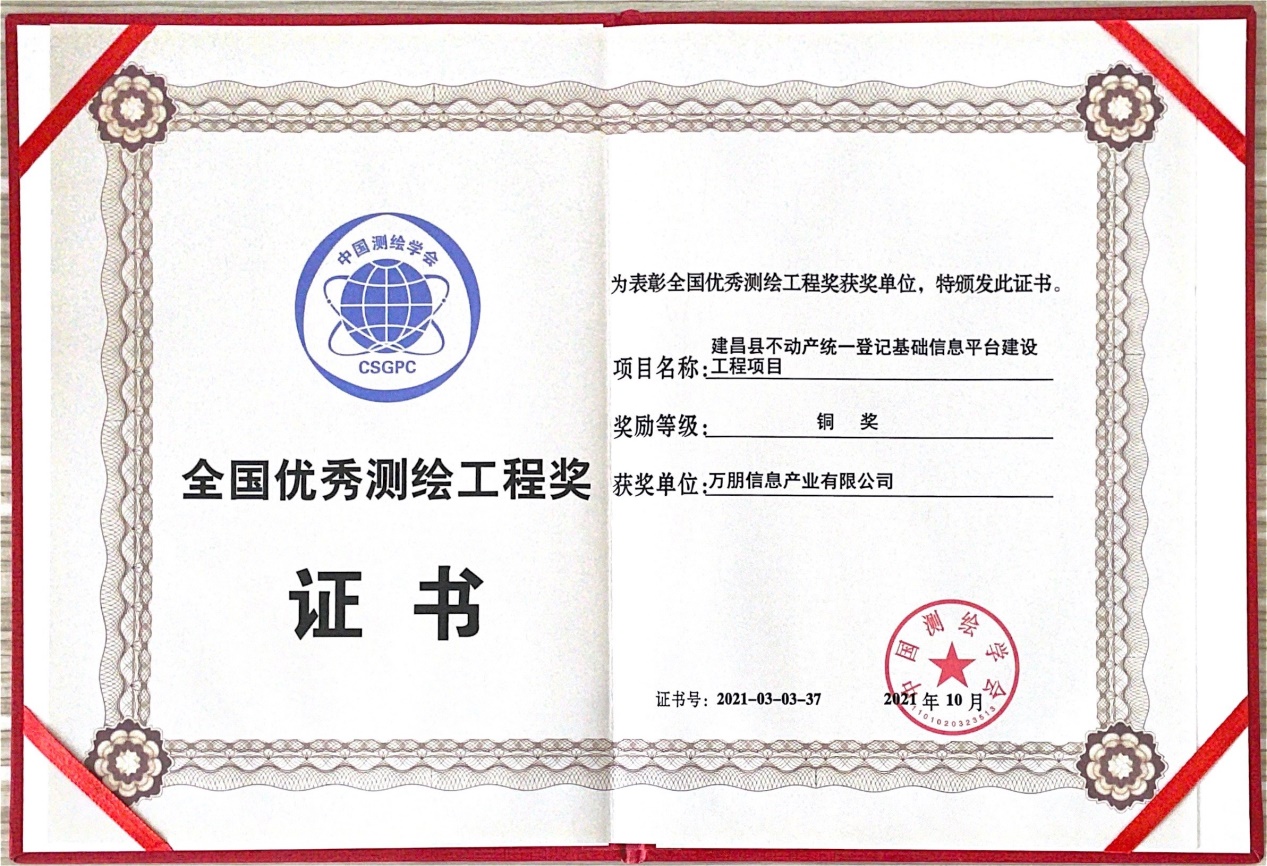 中国测绘学会
CSGPC
全国优秀测绘工程奖
证 书
为表彰全国优秀测绘工程奖获奖单位，特颁发此证书。
项目名称：建昌县不动产统一登记基础信息平台建设
工程项目
奖励等级：铜 奖
获奖单位：万朋信息产业有限公司
证书号：2021-03-03-37
2021年10月
中国测绘学会
1101020323513